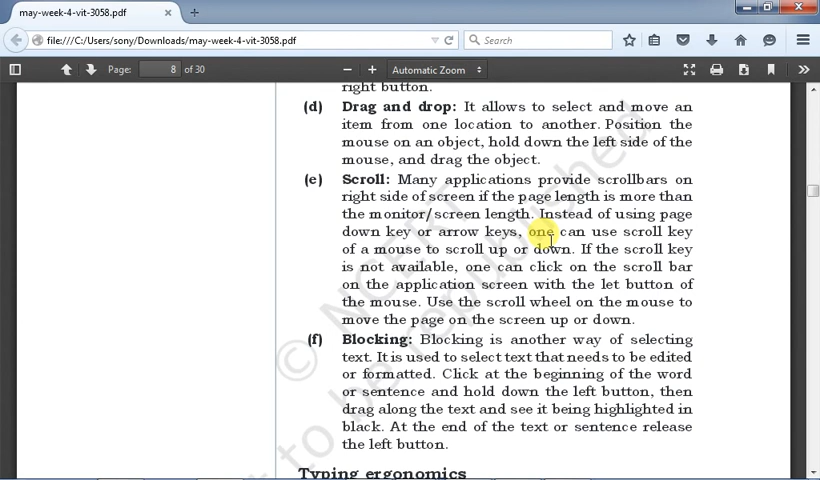 may-week-4-vit-3058.pdf
file:///C:/Users/sony/Downloads/may-week-4-vit-3058.pdf
Search
Page: 8 of 30
Automatic Zoom
right button.
(d) Drag and drop: It allows to select and move an
item from one location to another. Position the
mouse on an object, hold down the left side of the
mouse, and drag the object.
(e) Scroll: Many applications provide scrollbars on
right side of screen if the page length is more than
the monitor/screen length. Instead of using page
down key or arrow keys, one can use scroll key
of a mouse to scroll up or down. If the scroll key
is not available, one can click on the scroll bar
on the application screen with the let button of
the mouse. Use the scroll wheel on the mouse to
move the page on the screen up or down.
(f) Blocking: Blocking is another way of selecting
text. It is used to select text that needs to be edited
or formatted. Click at the beginning of the word
or sentence and hold down the left button, then
drag along the text and see it being highlighted in
black. At the end of the text or sentence release
the left button.
Typing ergonomics
© NCERT
t to be republished